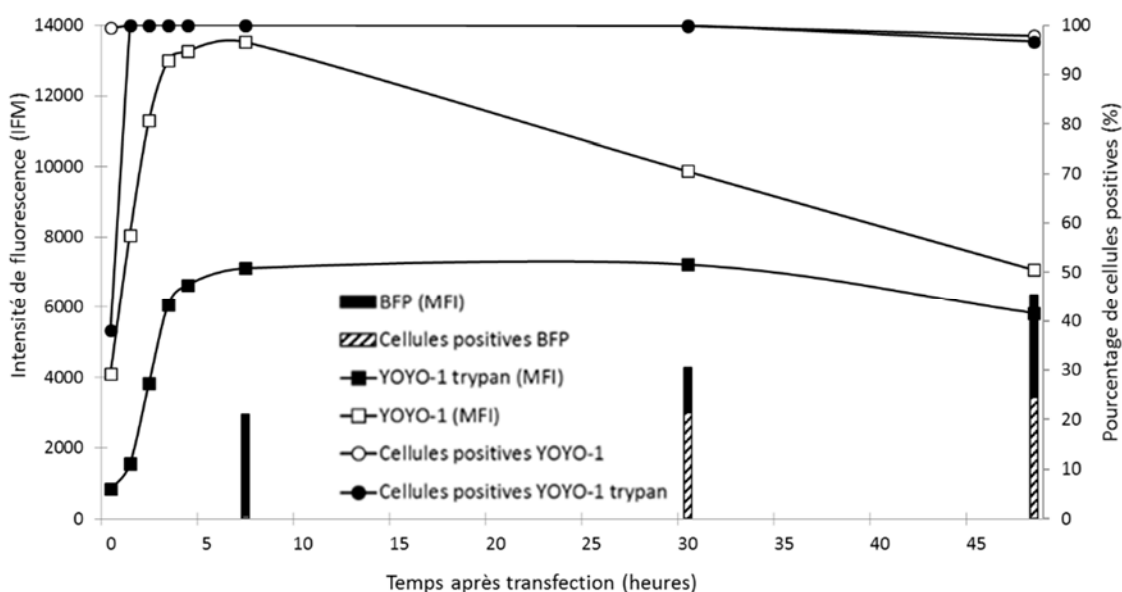 Intensité de fluorescence (IFM)
14000
12000
10000
8000
6000
4000
2000
0
100
90
80
70
60
50
40
30
20
10
0
Pourcentage de cellules positives (%)
BFP (MFI)
Cellules positives BFP
YOYO-1 trypan (MFI)
YOYO-1 (MFI)
Cellules positives YOYO-1
Cellules positives YOYO-1 trypan
0 5 10 15 20 25 30 35 40 45
Temps après transfection (heures)